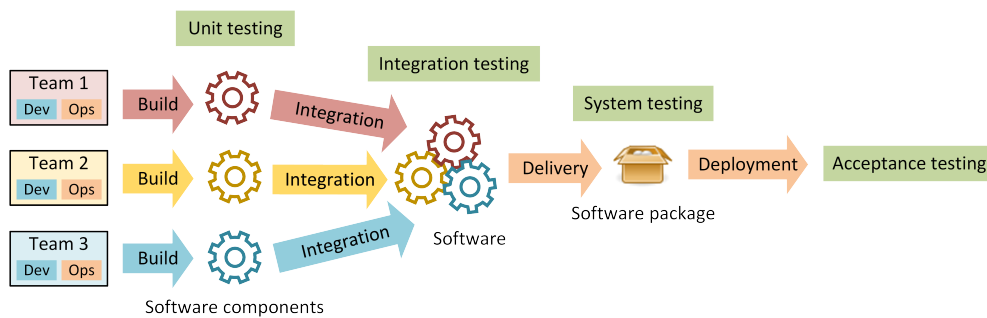 Unit testing
Integration testing
System testing
Acceptance testing
Team 1
Dev Ops
Build
Integration
Team 2
Dev Ops
Build
Integration
Team 3
Dev Ops
Build
Integration
Software components
Software
Delivery
Software package
Deployment